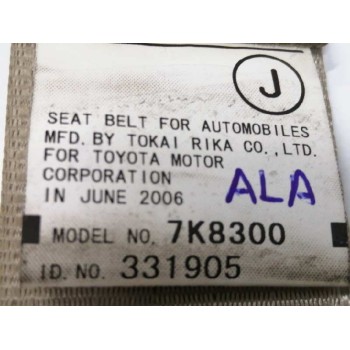 J
SEAT BELT FOR AUTOMOBILES
MFD. BY TOKAI RIKA CO., LTD.
FOR TOYOTA MOTOR
CORPORATION
IN JUNE 2006 ALA
MODEL NO. 7K8300
ID. NO. 331905